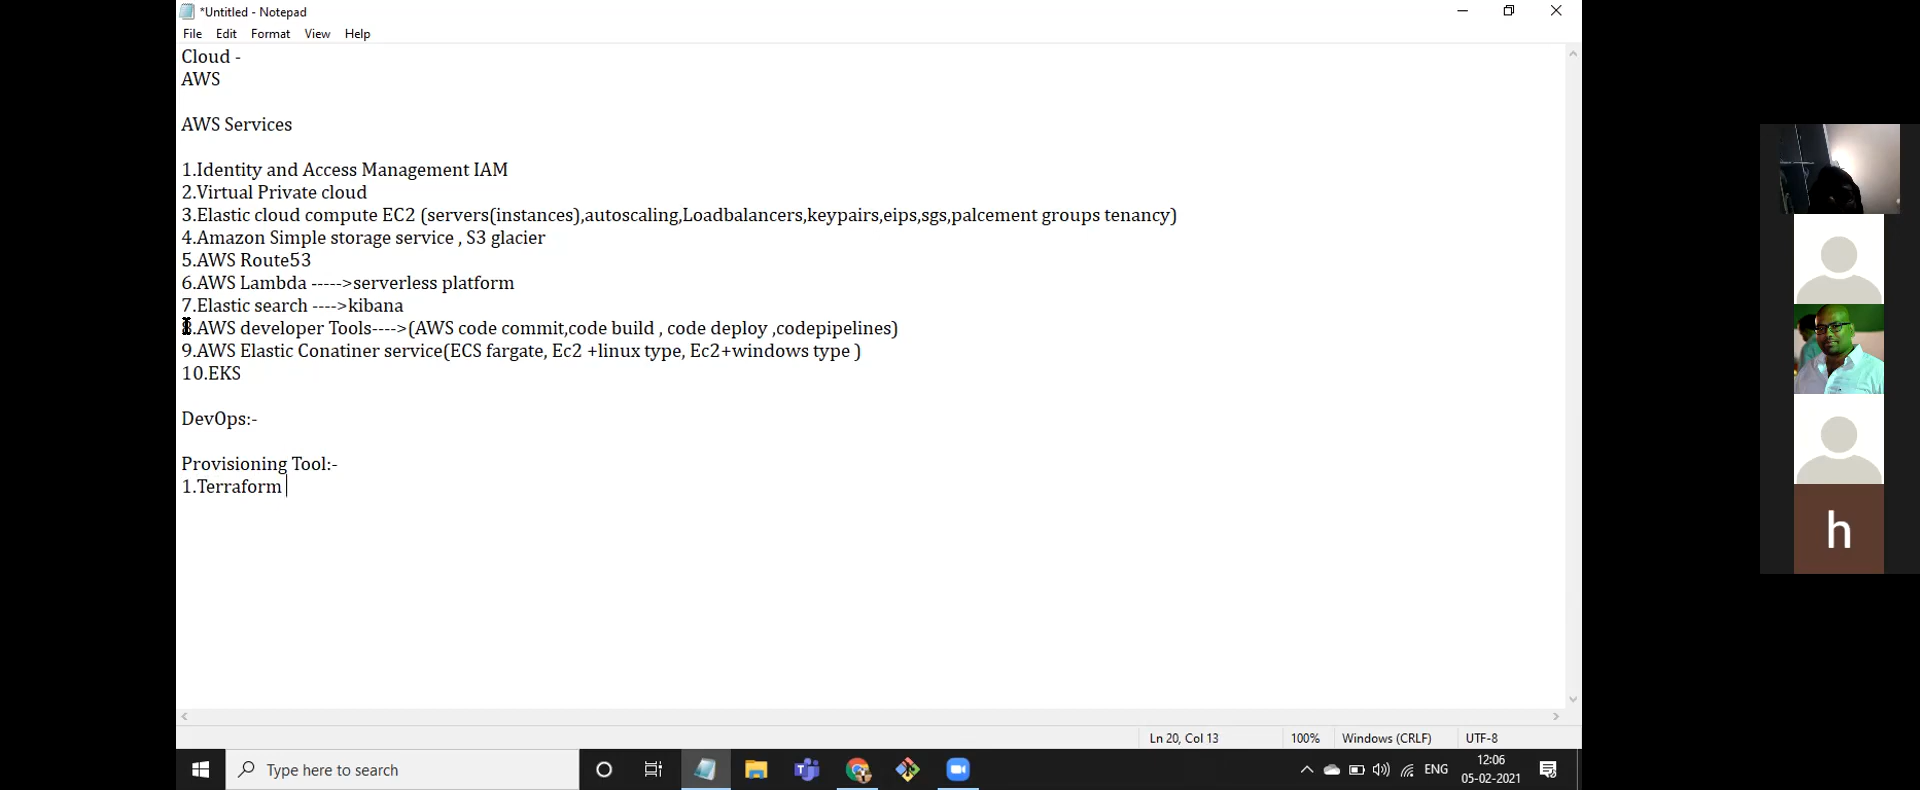 *Untitled - Notepad
File Edit Format View Help
Cloud -
AWS
AWS Services
1.Identity and Access Management IAM
2.Virtual Private cloud
3.Elastic cloud compute EC2 (servers(instances),autoscaling,Loadbalancers,keypairs,eips,sgs,palcement groups tenancy)
4.Amazon Simple storage service , S3 glacier
5.AWS Route53
6.AWS Lambda ----->serverless platform
7.Elastic search ---->kibana
8.AWS developer Tools---->(AWS code commit,code build , code deploy ,codepipelines)
9.AWS Elastic Conatiner service(ECS fargate, Ec2 +linux type, Ec2+windows type )
10.EKS
DevOps:-
Provisioning Tool:-
1.Terraform
h
Ln 20, Col 13 100% Windows (CRLF) UTF-8
Type here to search
ENG
12:06
05-02-2021